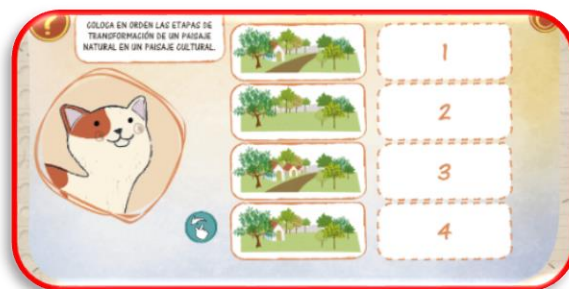 ?
COLOCA EN ORDEN LAS ETAPAS DE
TRANSFORMACIÓN DE UN PAISAJE
NATURAL EN UN PAISAJE CULTURAL.
1
2
3
4